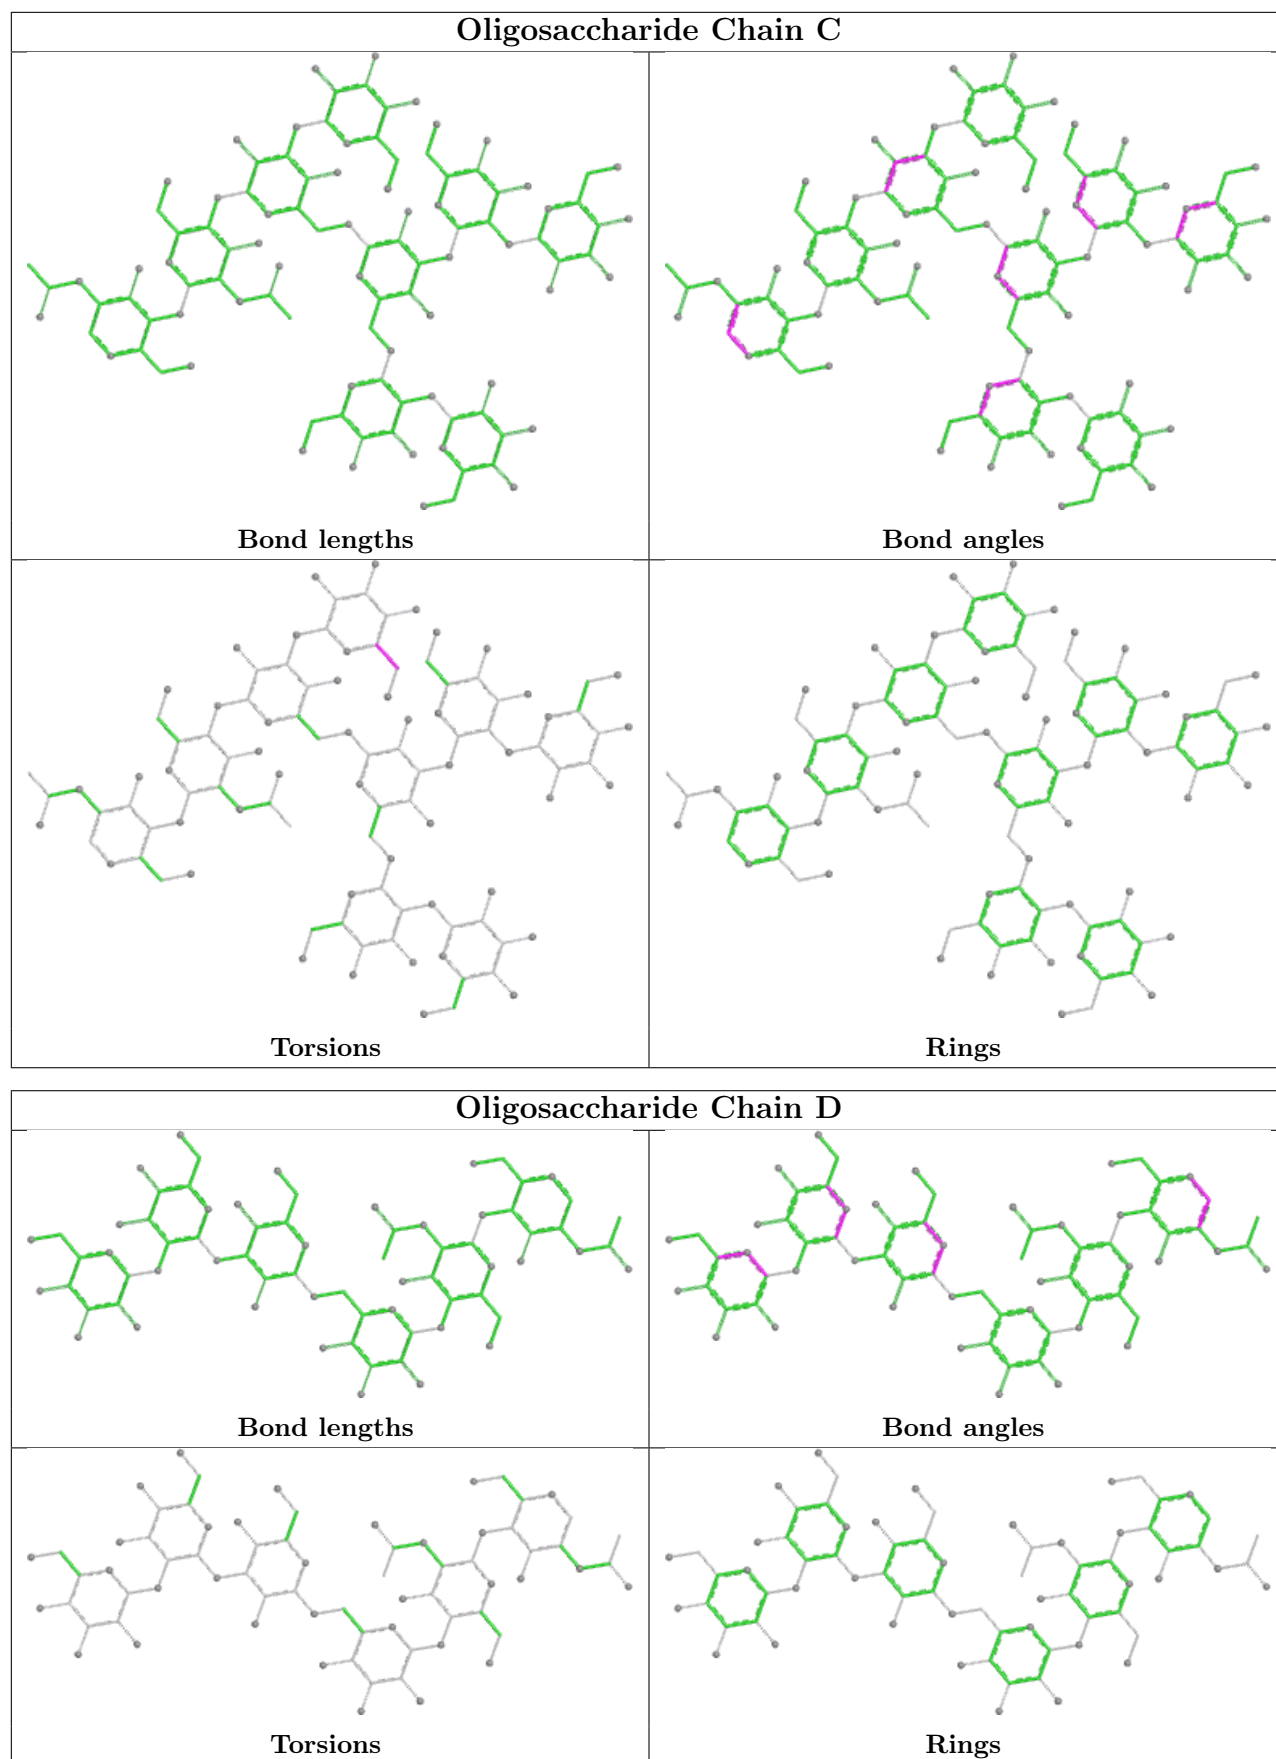 Oligosaccharide Chain C
Bond lengths
Bond angles
Torsions
Rings
Oligosaccharide Chain D
Bond lengths
Bond angles
Torsions
Rings